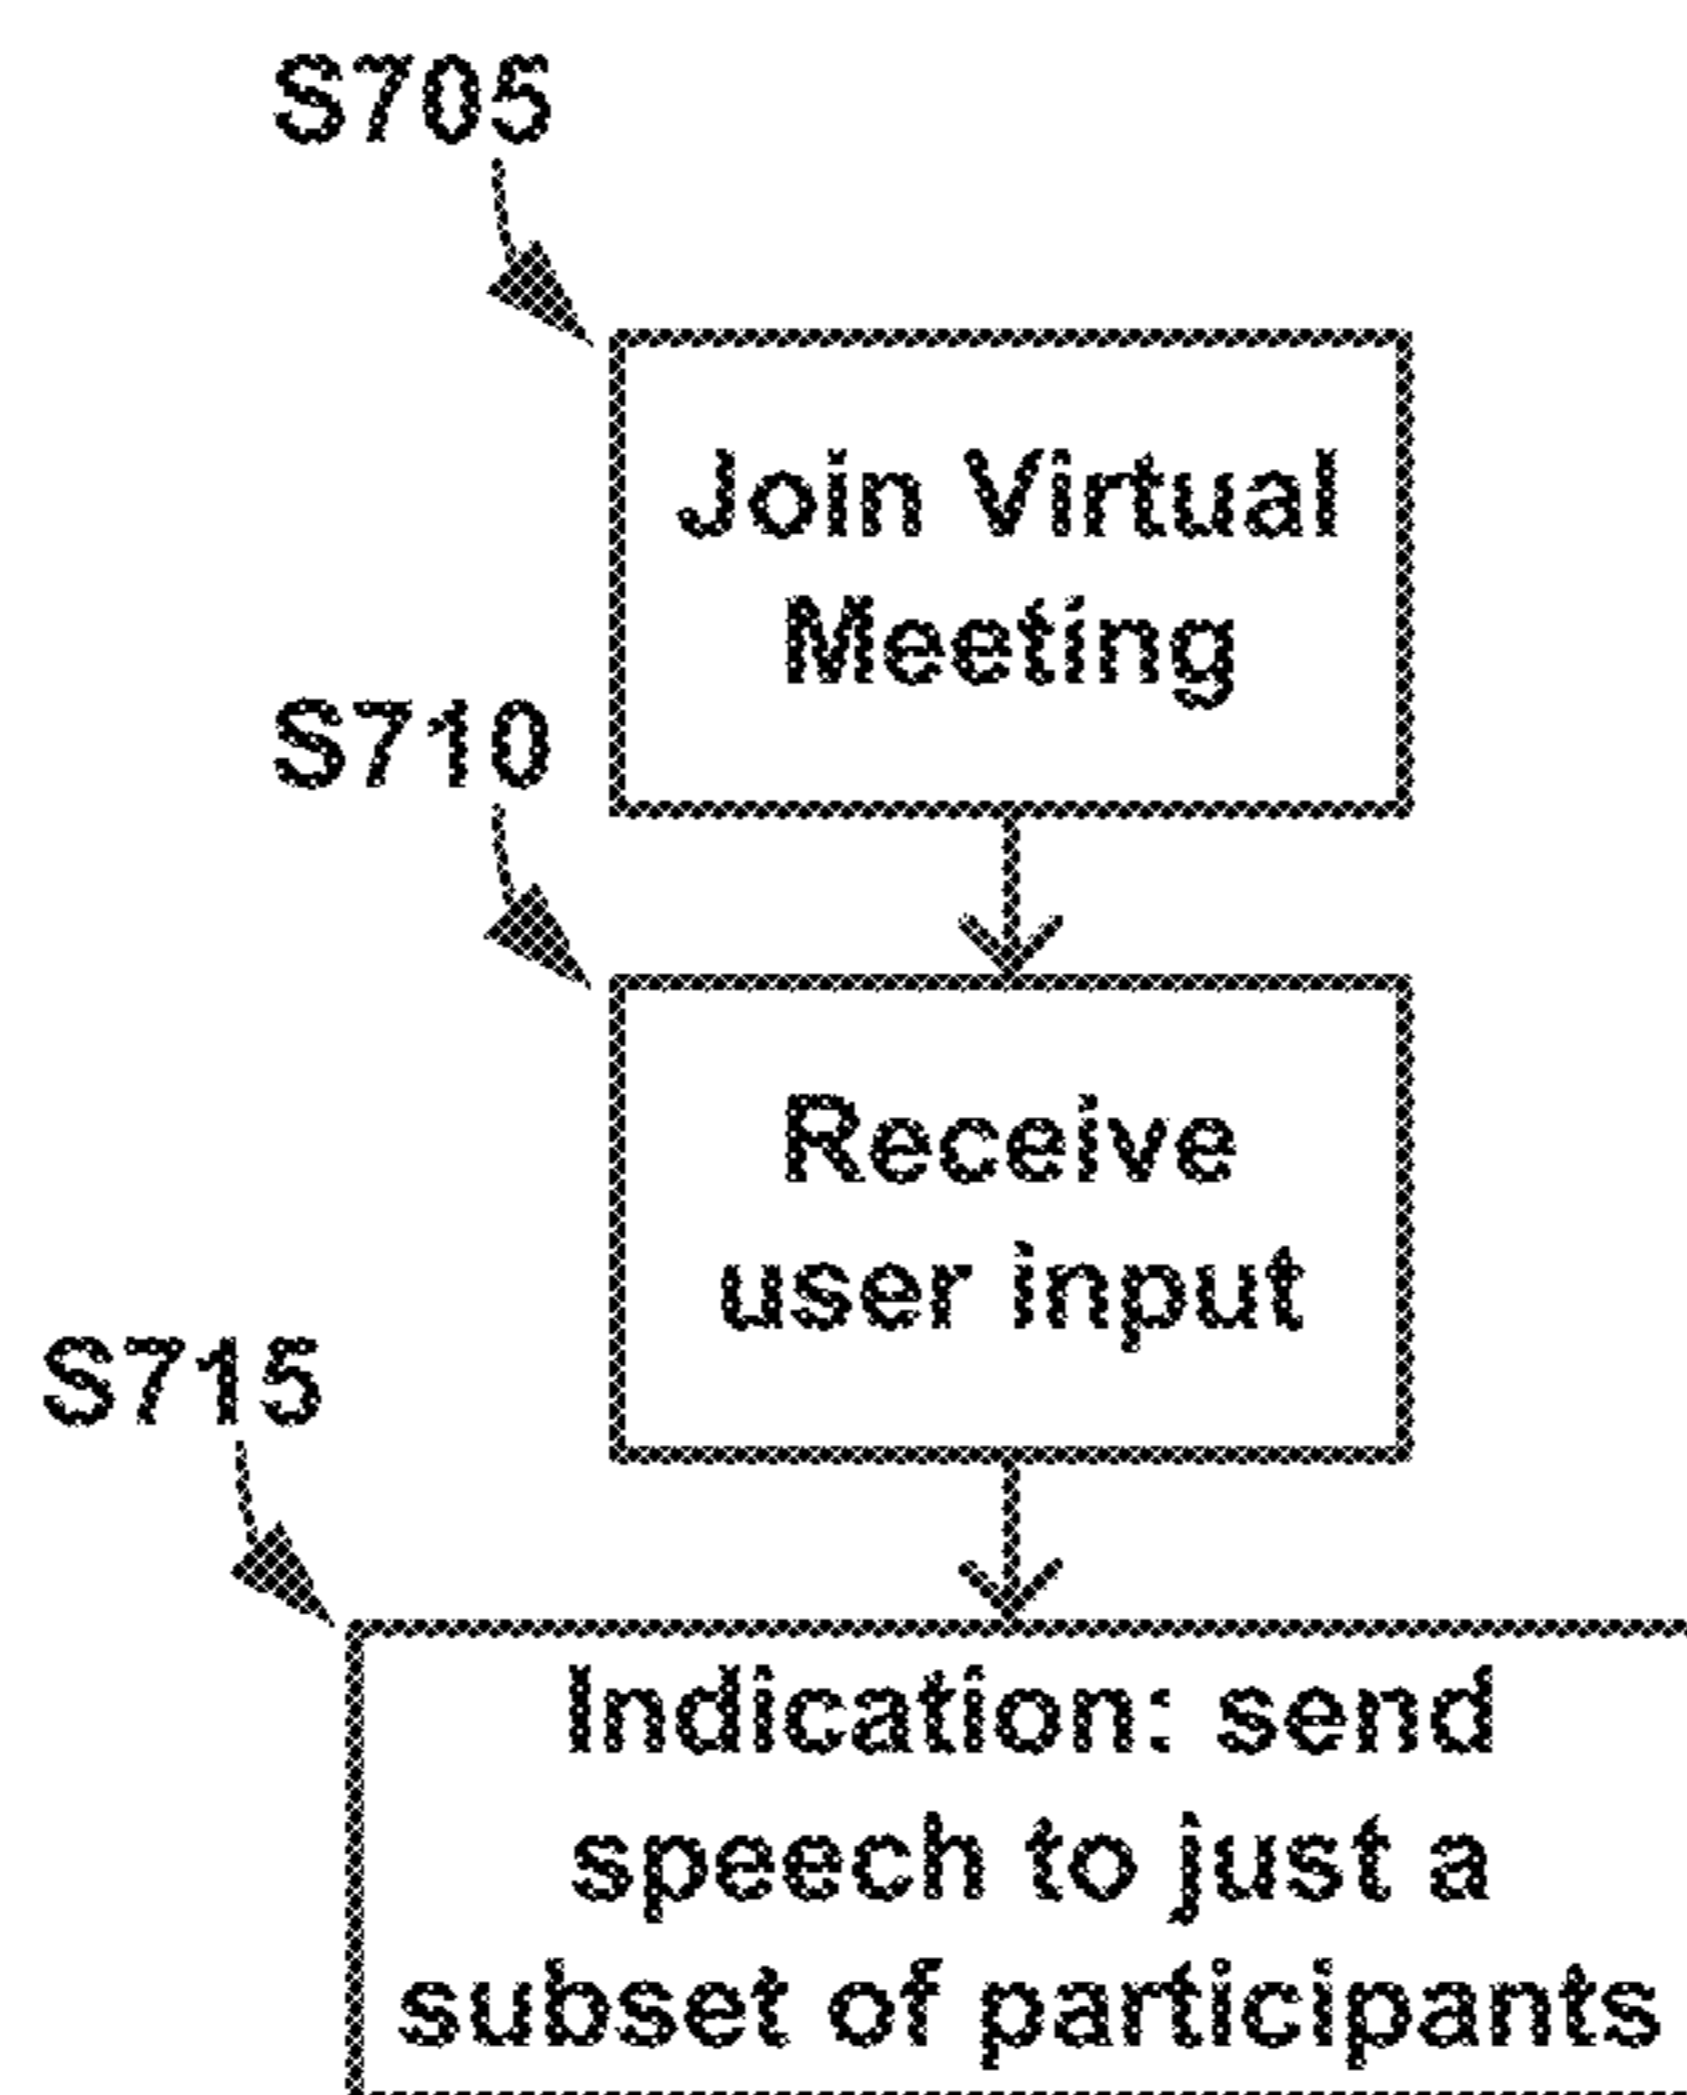 S705
Join Virtual
Meeting
S710
Receive
user input
S715
Indication: send
speech to just a
subset of participants